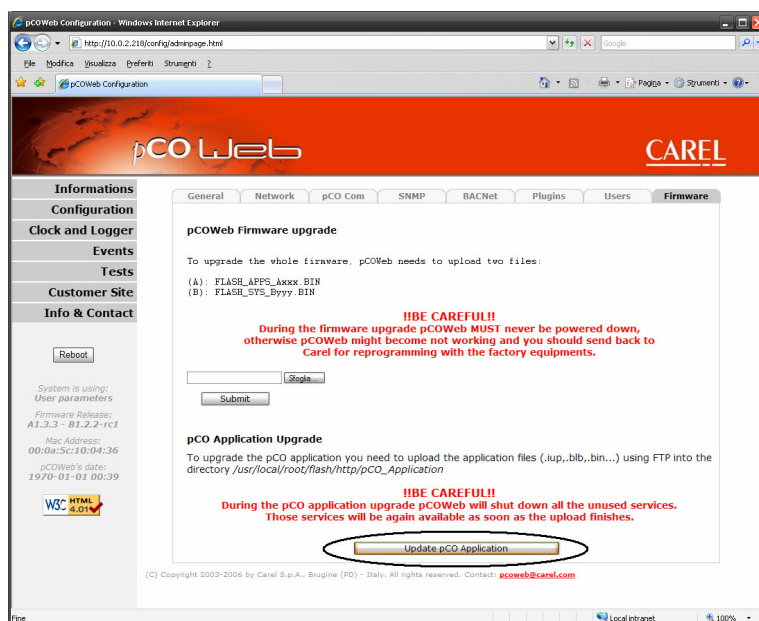 pCOWeb Configuration - Windows Internet Explorer
http://10.0.2.218/config/adminpage.html
Google
File Modifica Visualizza Preferiti Strumenti ?
pCOWeb Configuration
Pagina Strumenti
pCO Web
CAREL
Informations
Configuration
Clock and Logger
Events
Tests
Customer Site
Info & Contact
Reboot
System is using:
User parameters
Firmware Release:
A1.3.3 - B1.2.2-rc1
Mac Address:
00:0a:5c:10:04:36
pCOWeb's date:
1970-01-01 00:39
W3C HTML 4.01
General Network pCO Com SNMP BACNet Plugins Users Firmware
pCOWeb Firmware upgrade
To upgrade the whole firmware, pCOWeb needs to upload two files:
(A): FLASH_APPS_Axxx.BIN
(B): FLASH_SYS_Byyy.BIN
!!BE CAREFUL!!
During the firmware upgrade pCOWeb MUST never be powered down,
otherwise pCOWeb might become not working and you should send back to
Carel for reprogramming with the factory equipments.
Sfoglia...
Submit
pCO Application Upgrade
To upgrade the pCO application you need to upload the application files (.iup,.blb,.bin...) using FTP into the
directory /usr/local/root/flash/http/pCO_Application
!!BE CAREFUL!!
During the pCO application upgrade pCOWeb will shut down all the unused services.
Those services will be again available as soon as the upload finishes.
Update pCO Application
(C) Copyright 2003-2006 by Carel S.p.A., Brugine (PD) - Italy. All rights reserved. Contact: pcoweb@carel.com
Fine
Local intranet
100%